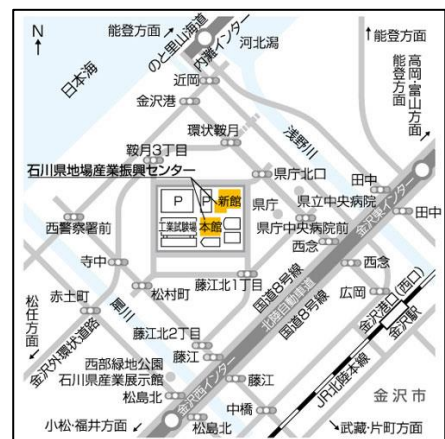 N
能登方面
のと里山海道
内灘インター
河北潟
能登方面
高岡・富山方面
能登方面
日本海
近岡
金沢港
環状鞍月
浅野川
鞍月3丁目
石川県地場産業振興センター
県庁北口
田中
P
P
新館
県庁
県立中央病院
金沢東インター
田中
工業試験場
本館
県庁中央病院前
西警察署前
西念
寺中
西念
国道8号線
北陸自動車道
国道8号線
松任方面
赤土町
松村町
藤江北1丁目
広岡
金沢港口(西口)
金沢駅
金沢外環状道路
犀川
藤江北2丁目
西部緑地公園
藤江
石川県産業展示館
藤江
JR北陸本線
松島北
金沢西インター
中橋
金沢市
小松・福井方面
松島北
武蔵・片町方面